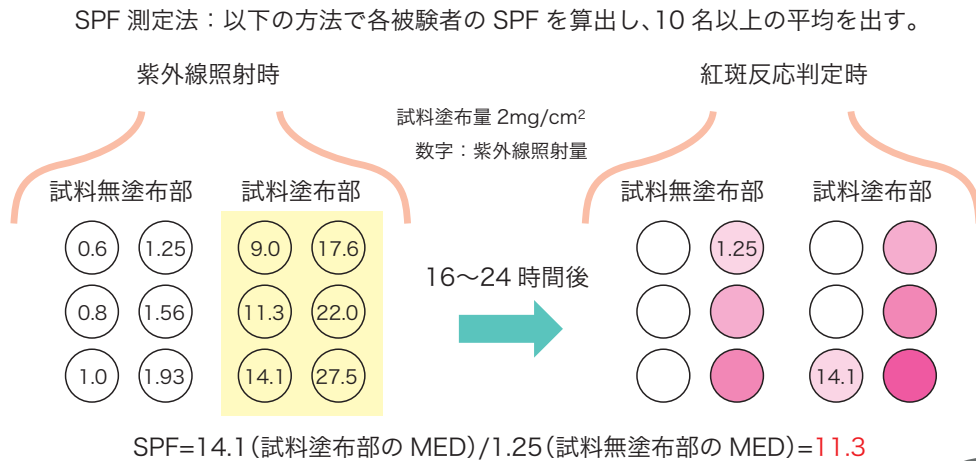 SPF 測定法：以下の方法で各被験者の SPF を算出し、10 名以上の平均を出す。
紫外線照射時
紅斑反応判定時
試料塗布量 2mg/cm²
数字：紫外線照射量
試料無塗布部 試料塗布部
試料無塗布部 試料塗布部
0.6 1.25 9.0 17.6
1.25
16～24 時間後
0.8 1.56 11.3 22.0
1.0 1.93 14.1 27.5
14.1
SPF=14.1(試料塗布部の MED)/1.25(試料無塗布部の MED)=11.3